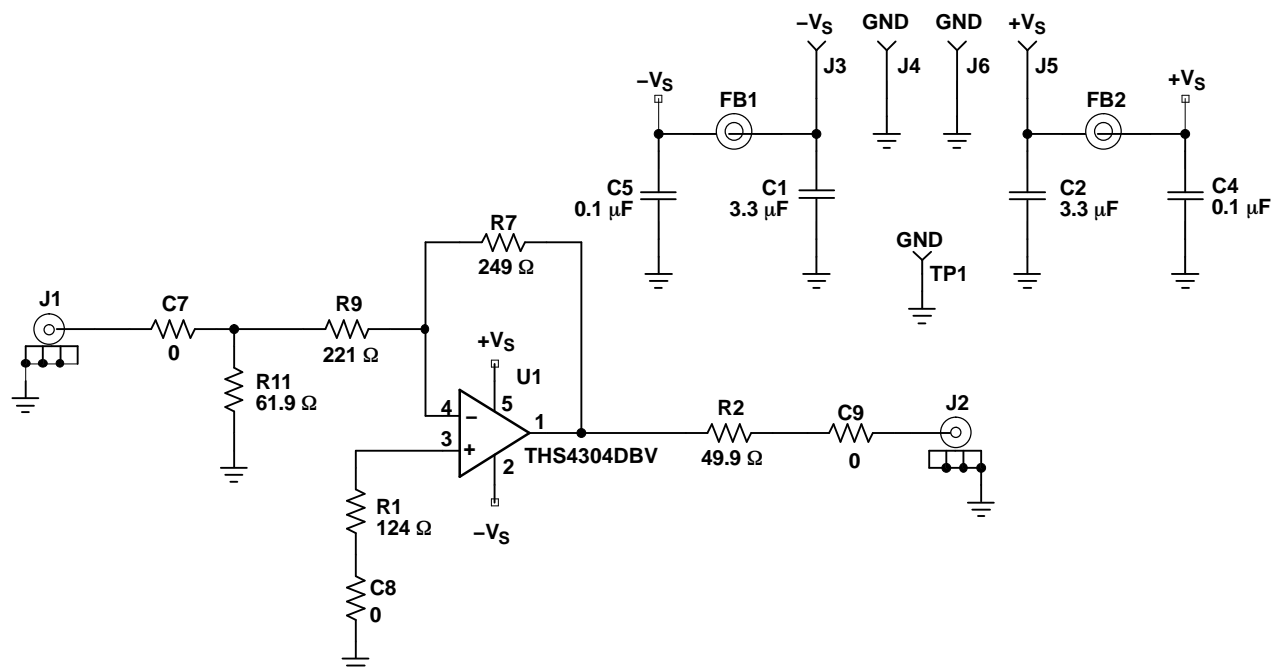 −VS
GND
GND
+VS
J3
J4
J6
J5
−VS
FB1
FB2
+VS
C5
0.1 μF
C1
3.3 μF
C2
3.3 μF
C4
0.1 μF
R7
249 Ω
GND
TP1
J1
C7
0
R9
221 Ω
R11
61.9 Ω
+VS
U1
5
4
−
3
+
1
2
THS4304DBV
−VS
R2
49.9 Ω
C9
0
J2
R1
124 Ω
C8
0